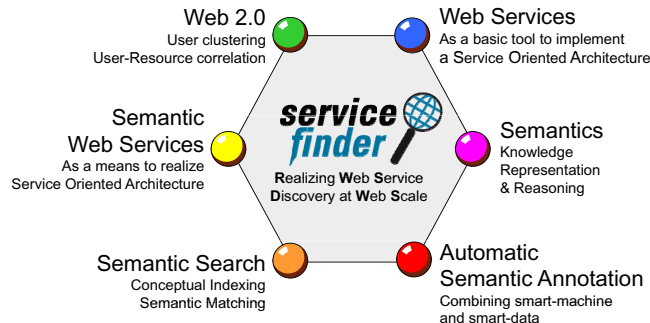 Web 2.0
User clustering
User-Resource correlation
Web Services
As a basic tool to implement
a Service Oriented Architecture
Semantic
Web Services
As a means to realize
Service Oriented Architecture
service
finder
Realizing Web Service
Discovery at Web Scale
Semantics
Knowledge
Representation
& Reasoning
Semantic Search
Conceptual Indexing
Semantic Matching
Automatic
Semantic Annotation
Combining smart-machine
and smart-data